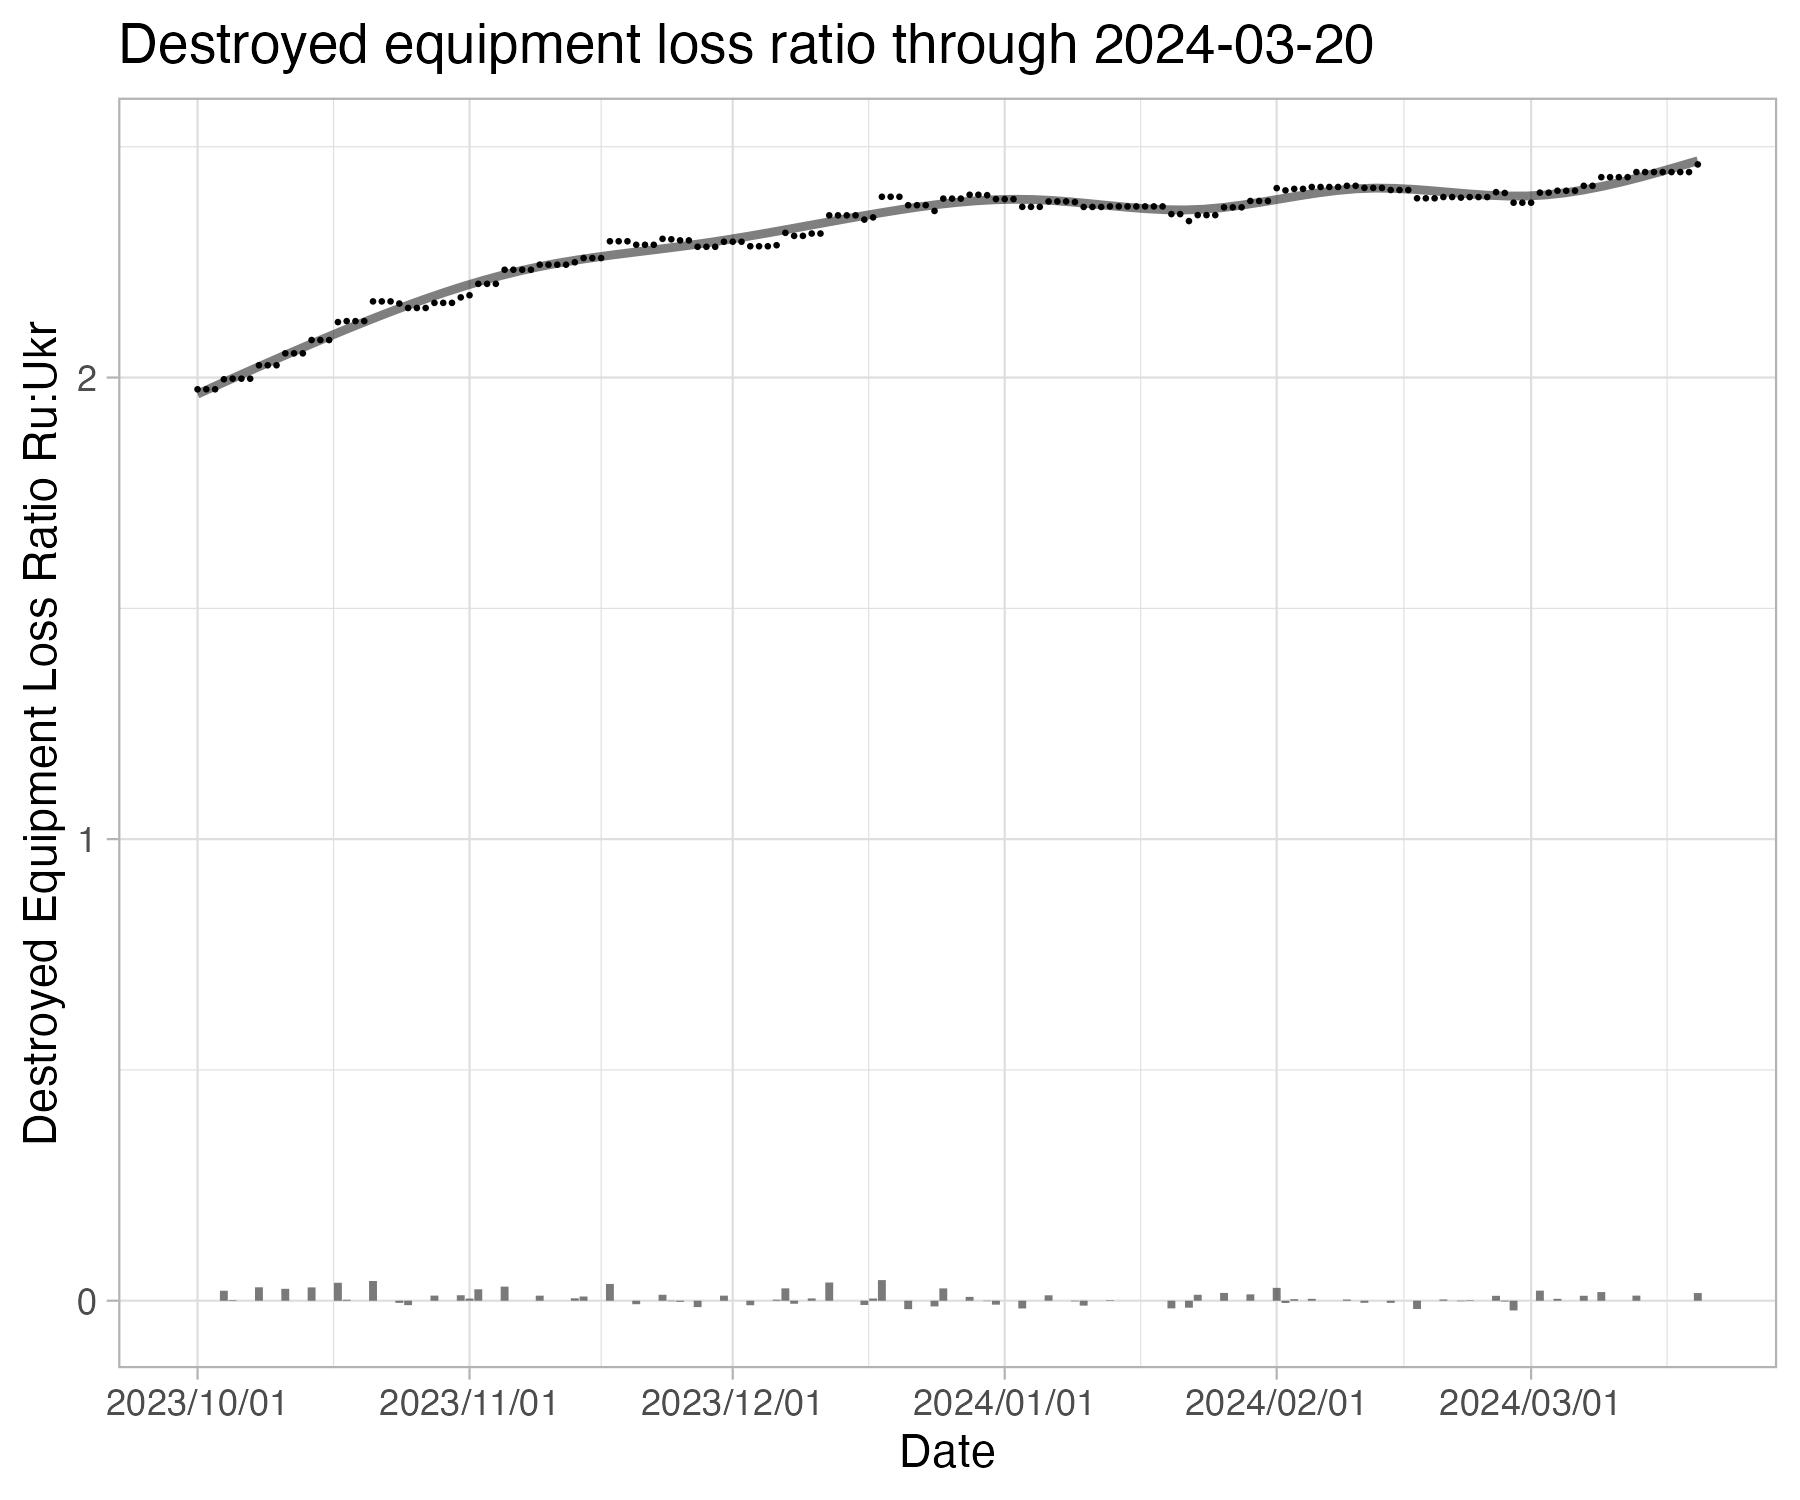 Destroyed equipment loss ratio through 2024-03-20
Destroyed Equipment Loss Ratio Ru:Ukr
2
1
0
2023/10/01 2023/11/01 2023/12/01 2024/01/01 2024/02/01 2024/03/01
Date